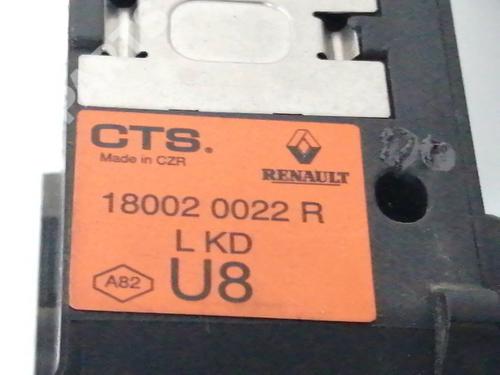 CTS.
Made in CZR
RENAULT
18002 0022 R
L KD
A82
U8